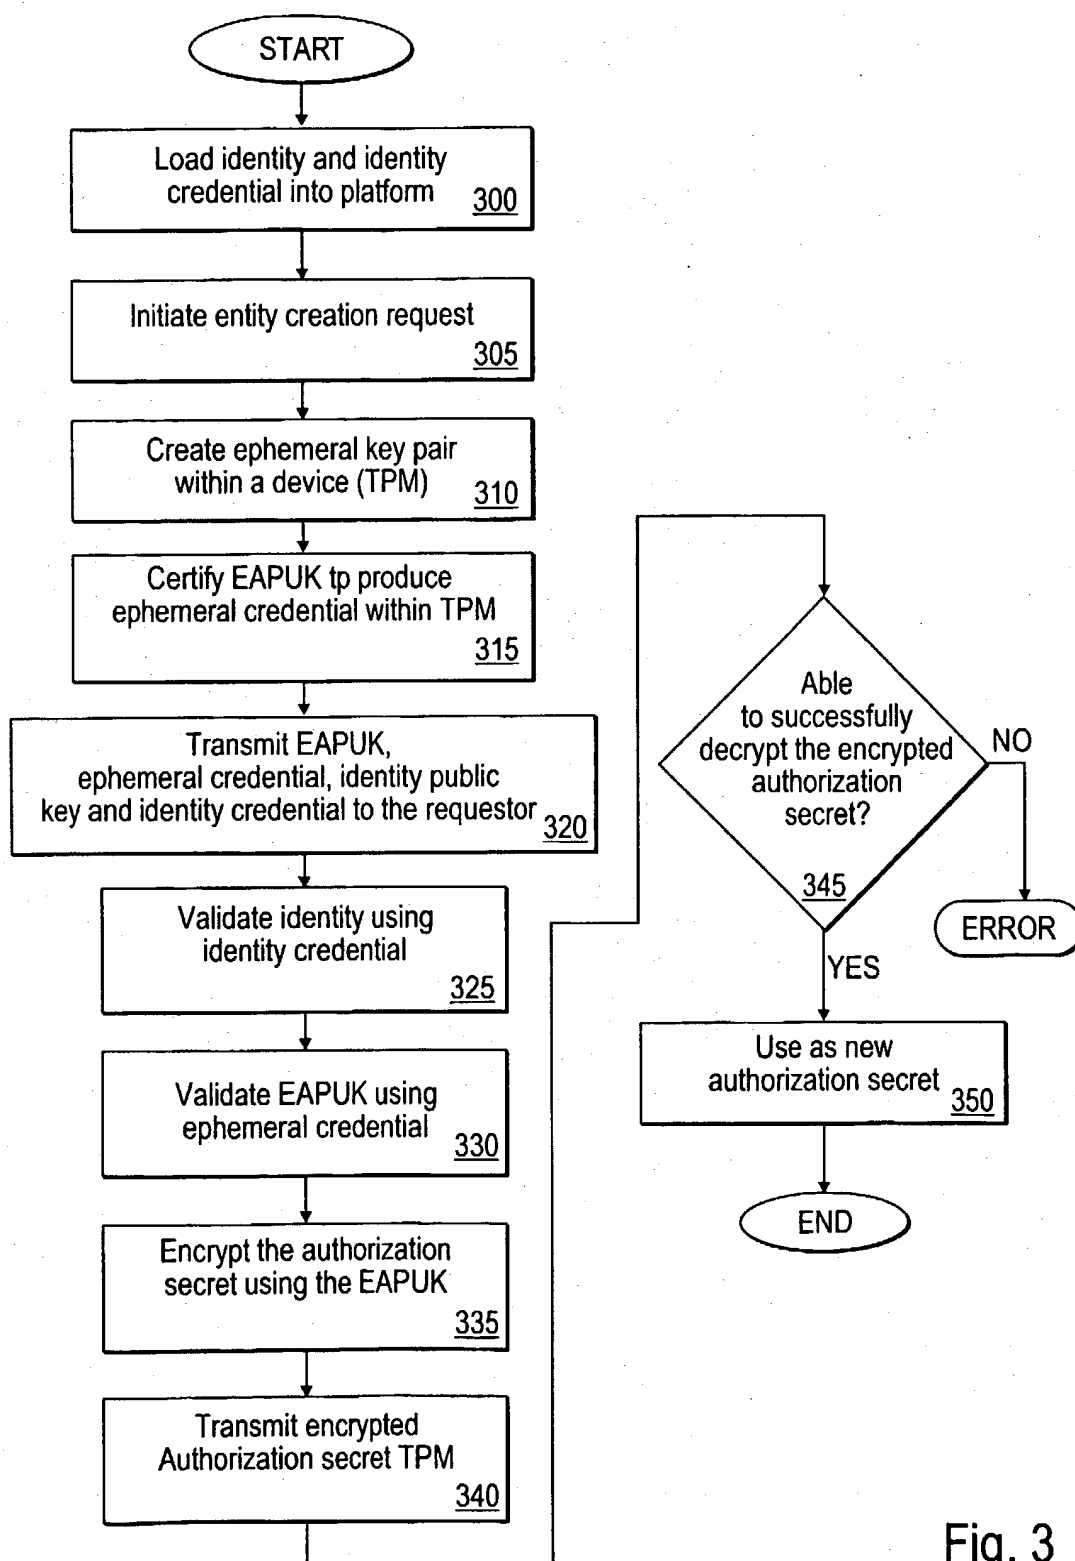 START
Load identity and identity
credential into platform
300
Initiate entity creation request
305
Create ephemeral key pair
within a device (TPM)
310
Certify EAPUK tp produce
ephemeral credential within TPM
315
Transmit EAPUK,
ephemeral credential, identity public
key and identity credential to the requestor
320
Validate identity using
identity credential
325
Validate EAPUK using
ephemeral credential
330
Encrypt the authorization
secret using the EAPUK
335
Transmit encrypted
Authorization secret TPM
340
Able
to successfully
decrypt the encrypted
authorization
secret?
345
NO
ERROR
YES
Use as new
authorization secret
350
END
Fig. 3